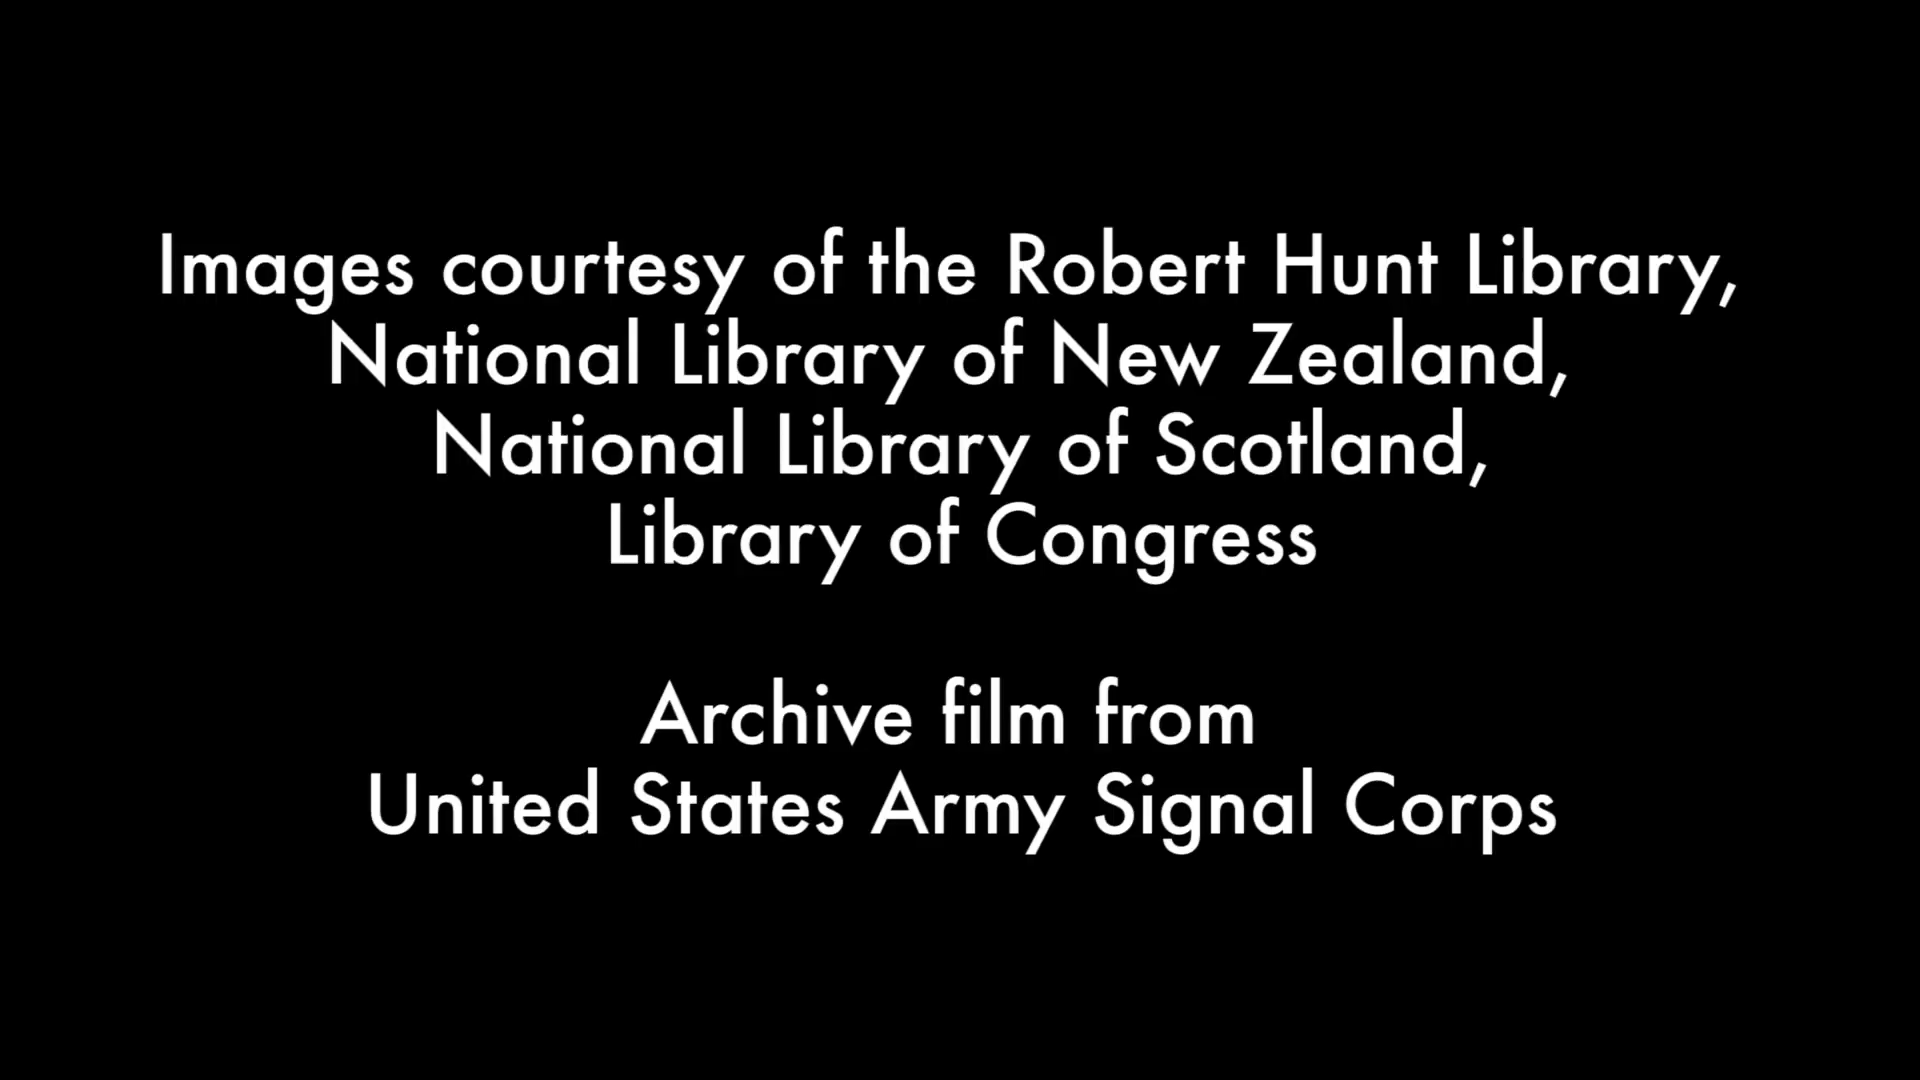 Images courtesy of the Robert Hunt Library,
National Library of New Zealand,
National Library of Scotland,
Library of Congress
Archive film from
United States Army Signal Corps